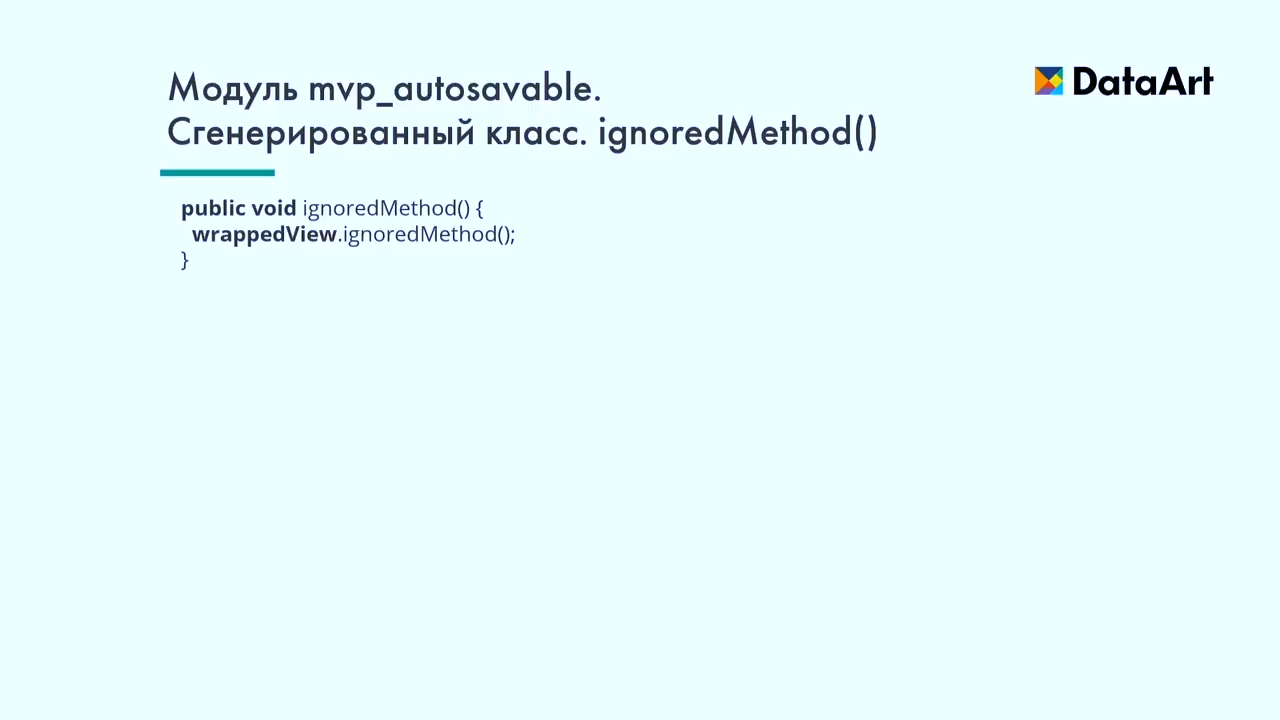 Модуль mvp_autosavable.
Сгенерированный класс. ignoredMethod()
DataArt
public void ignoredMethod() {
wrappedView.ignoredMethod();
}